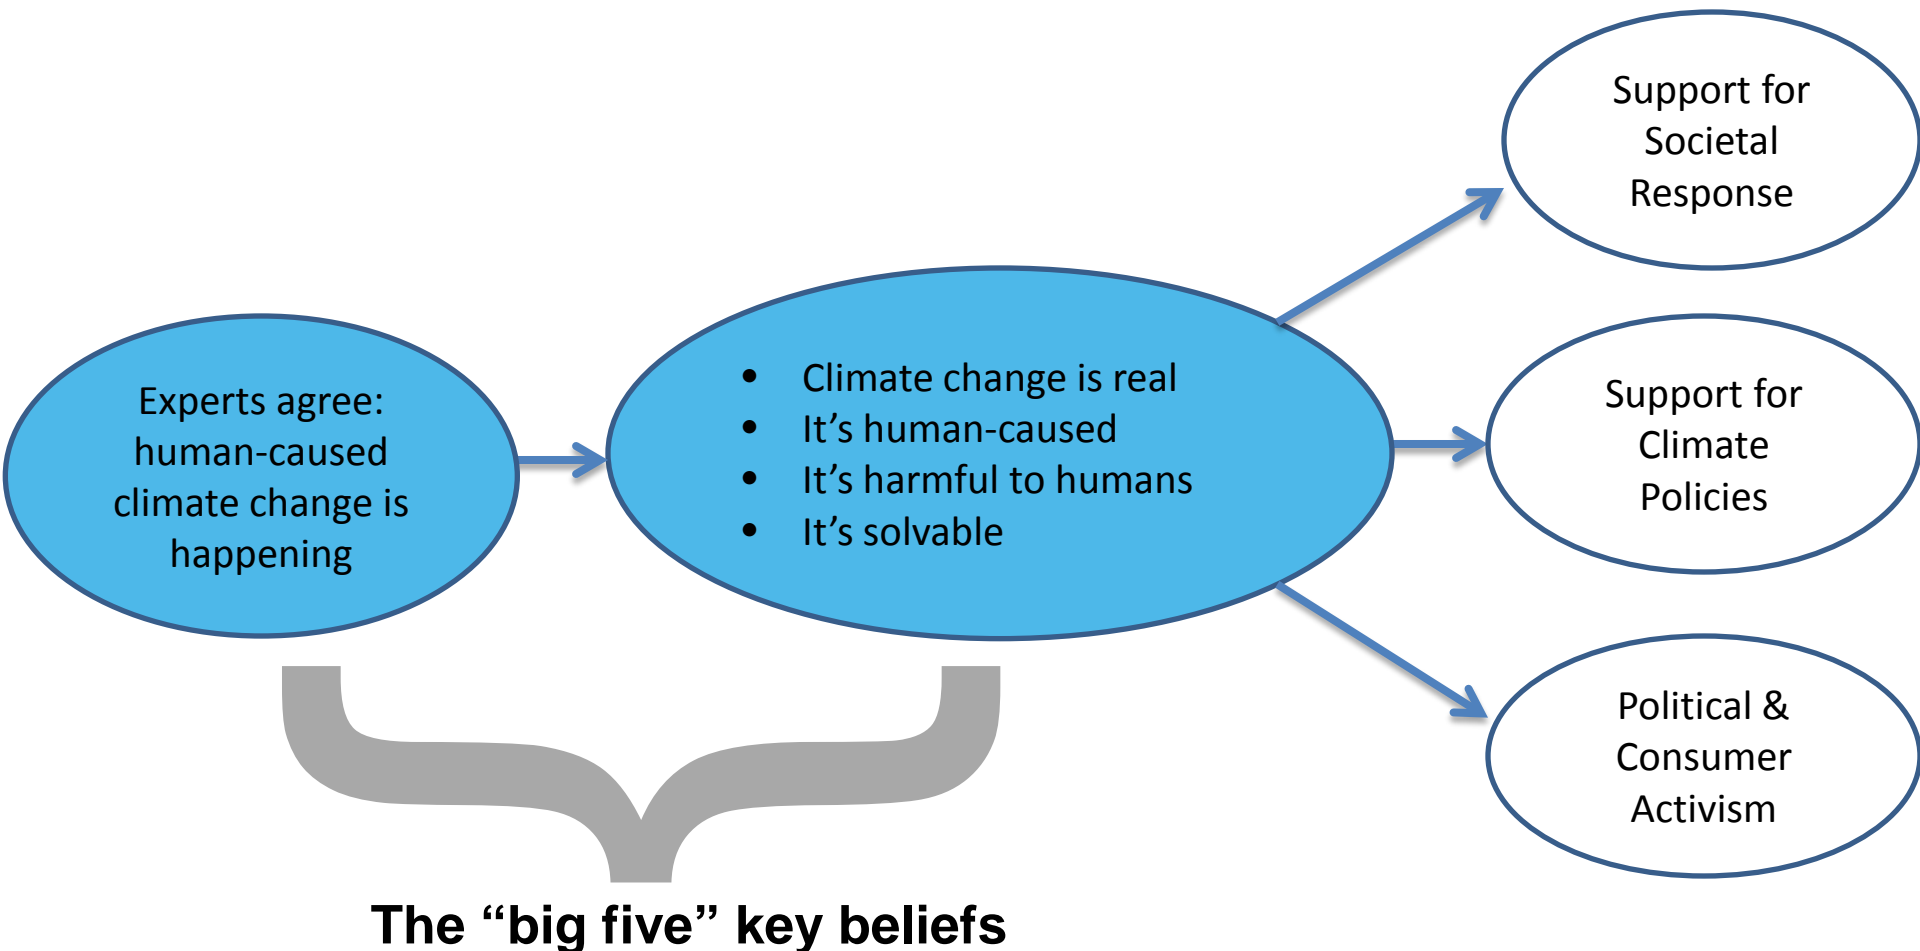 Experts agree:
human-caused
climate change is
happening
• Climate change is real
• It’s human-caused
• It’s harmful to humans
• It’s solvable
Support for
Societal
Response
Support for
Climate
Policies
Political &
Consumer
Activism
The “big five” key beliefs